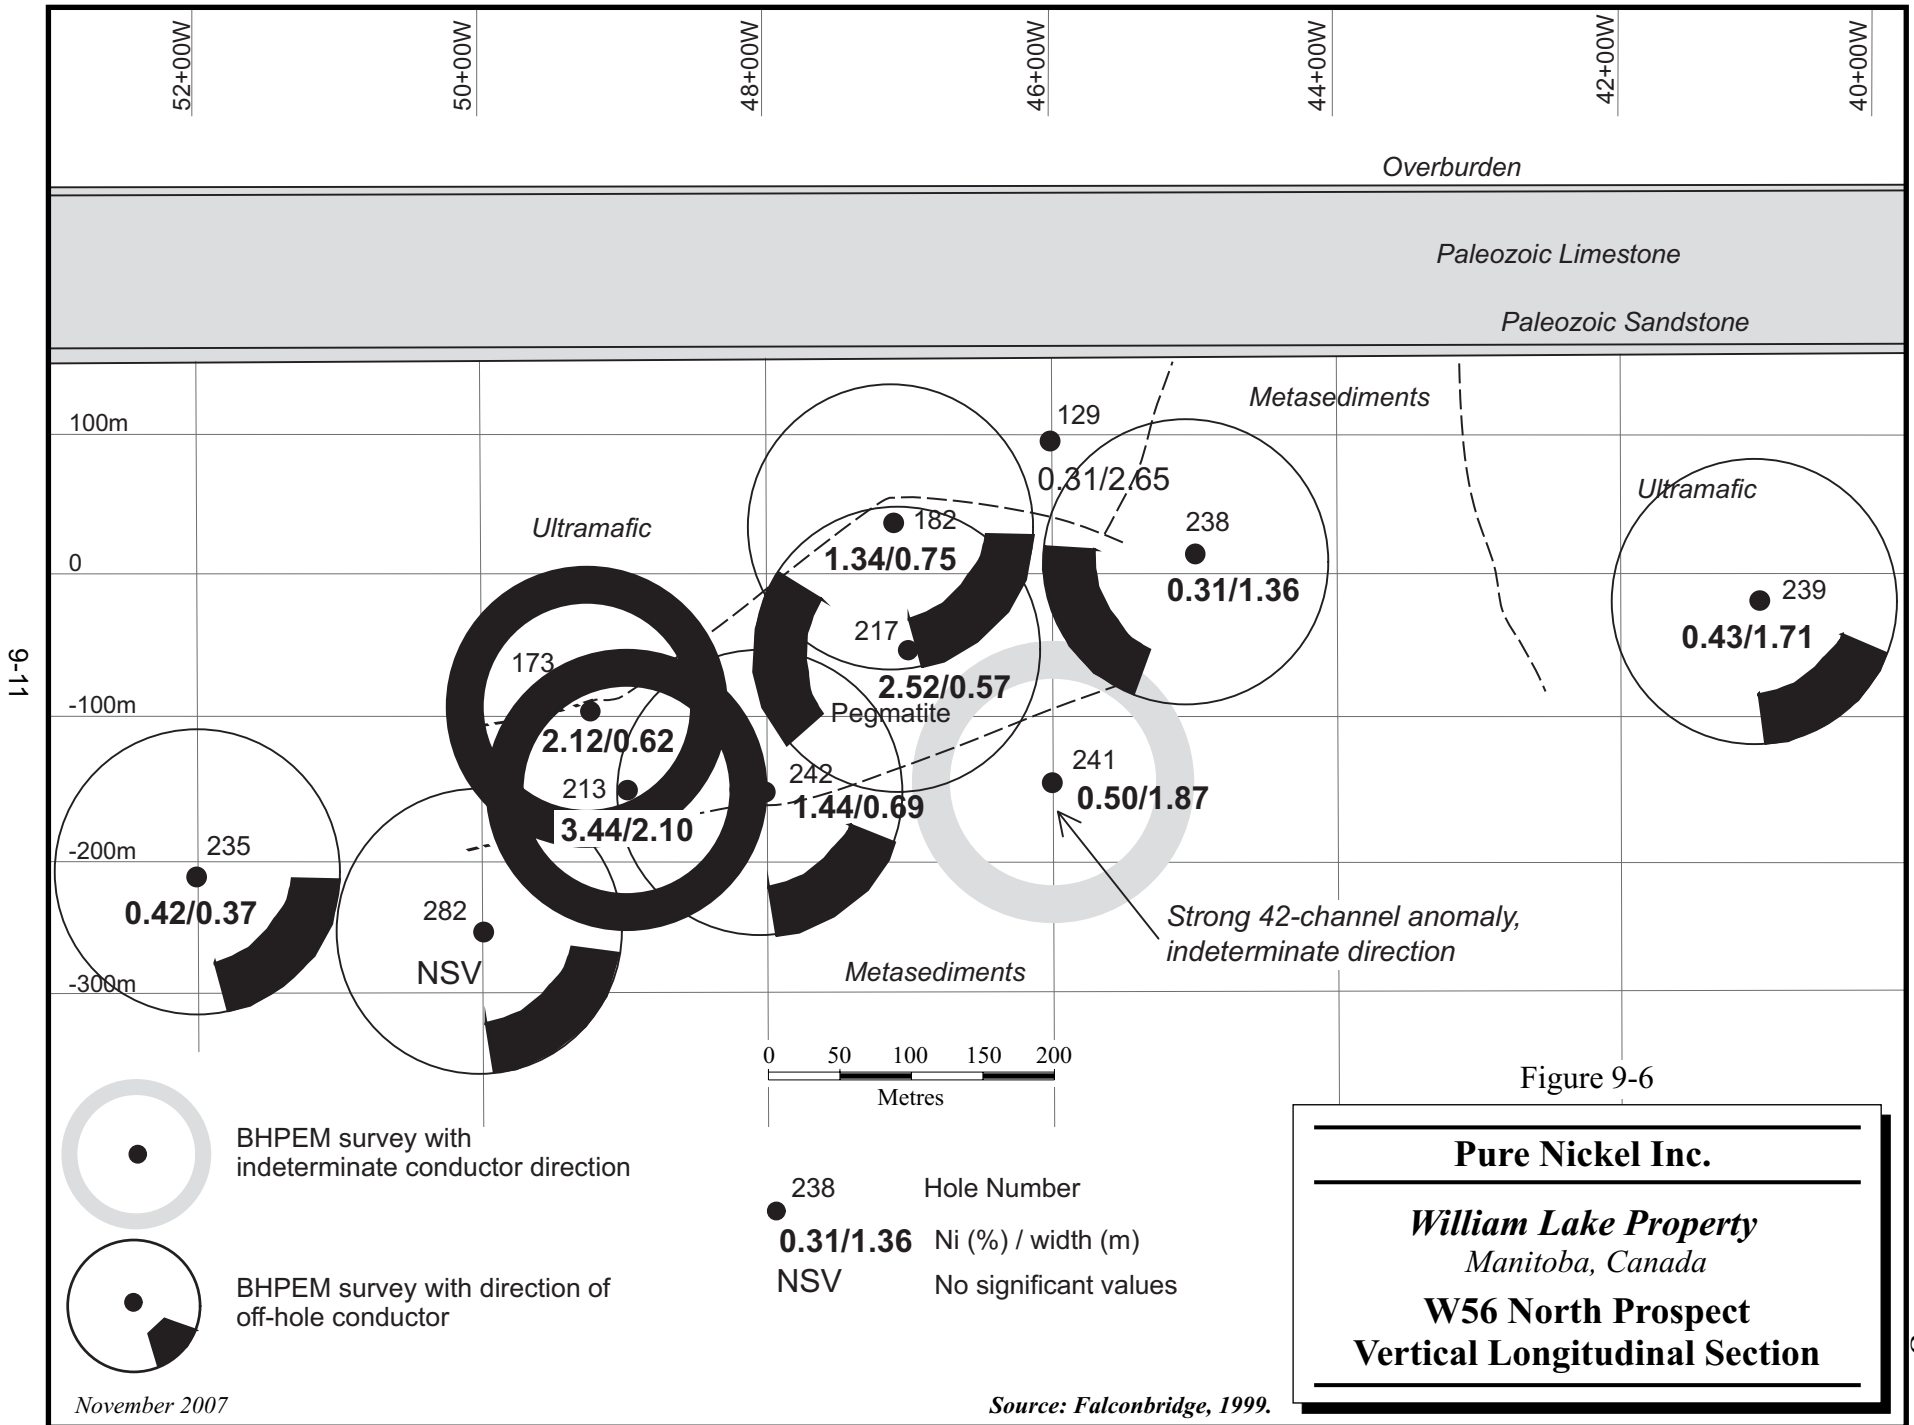 52+00W
50+00W
48+00W
46+00W
44+00W
42+00W
40+00W
Overburden
Paleozoic Limestone
Paleozoic Sandstone
Metasediments
100m
129
0.31/2.65
Ultramafic
Ultramafic
182
1.34/0.75
238
0.31/1.36
0
239
0.43/1.71
217
2.52/0.57
Pegmatite
173
2.12/0.62
-100m
213
3.44/2.10
242
1.44/0.69
241
0.50/1.87
-200m
235
0.42/0.37
282
NSV
Strong 42-channel anomaly,
indeterminate direction
Metasediments
-300m
9-11
0 50 100 150 200
Metres
BHPEM survey with
indeterminate conductor direction
BHPEM survey with direction of
off-hole conductor
238 Hole Number
0.31/1.36 Ni (%) / width (m)
NSV No significant values
Figure 9-6
Pure Nickel Inc.
William Lake Property
Manitoba, Canada
W56 North Prospect
Vertical Longitudinal Section
November 2007
Source: Falconbridge, 1999.